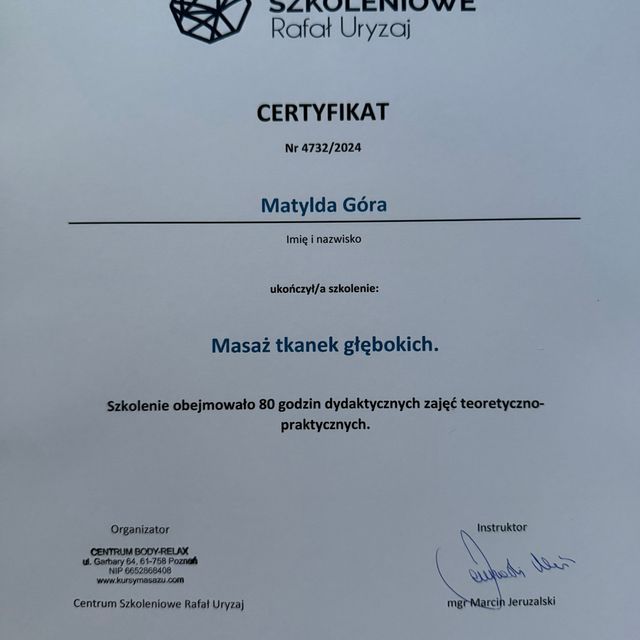 SZKOLENIOWE
Rafał Uryzaj
CERTYFIKAT
Nr 4732/2024
Matylda Góra
Imię i nazwisko
ukończył/a szkolenie:
Masaż tkanek głębokich.
Szkolenie obejmowało 80 godzin dydaktycznych zajęć teoretyczno-
praktycznych.
Organizator
CENTRUM BODY-RELAX
ul. Garbary 64, 61-758 Poznań
NIP 6652868408
www.kursymasazu.com
Centrum Szkoleniowe Rafał Uryzaj
Instruktor
mgr Marcin Jeruzalski